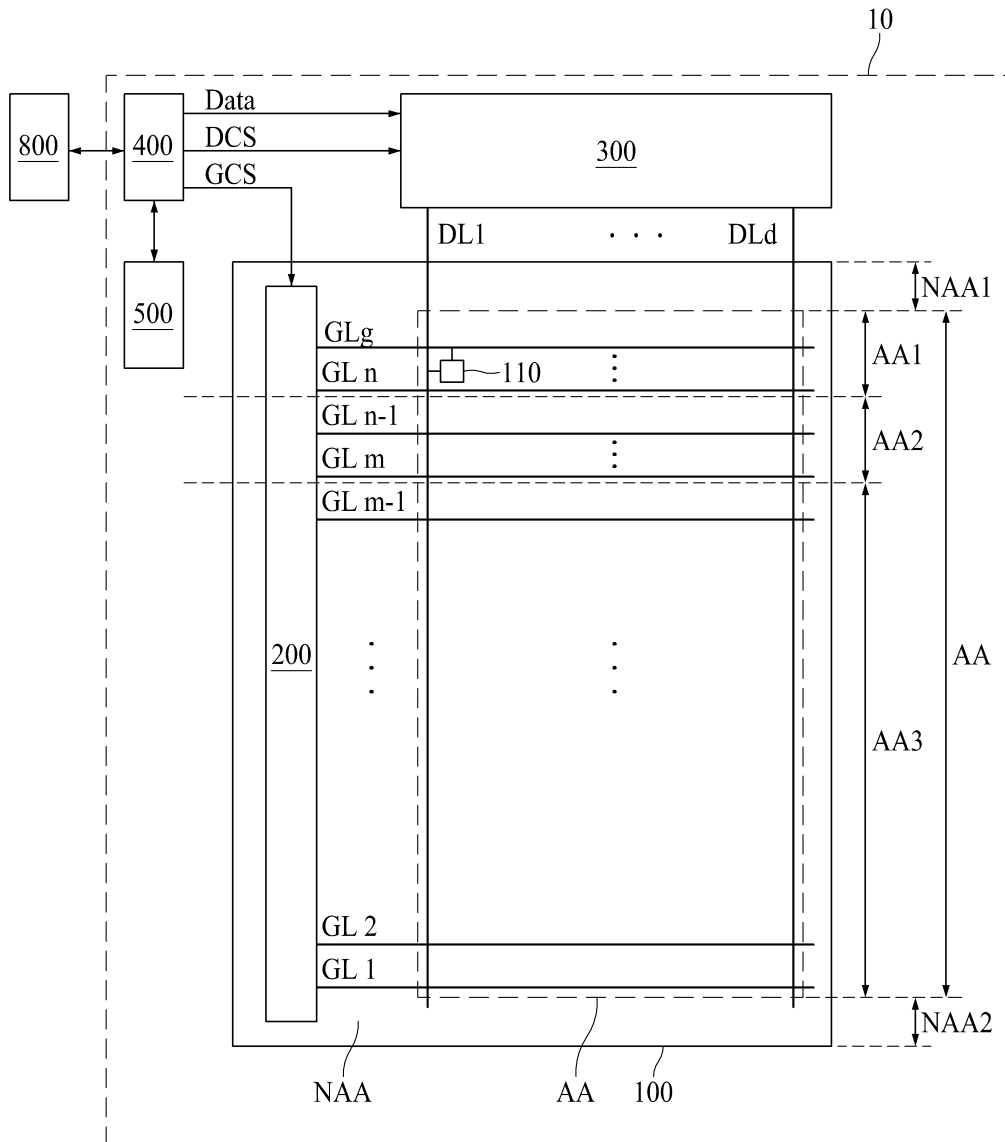 10
800
400
Data
DCS
GCS
300
DL1 · · · DLd
500
NAA1
GLg
AA1
GL n
110
GL n-1
AA2
GL m
GL m-1
200
AA
AA3
GL 2
GL 1
NAA2
NAA
AA
100